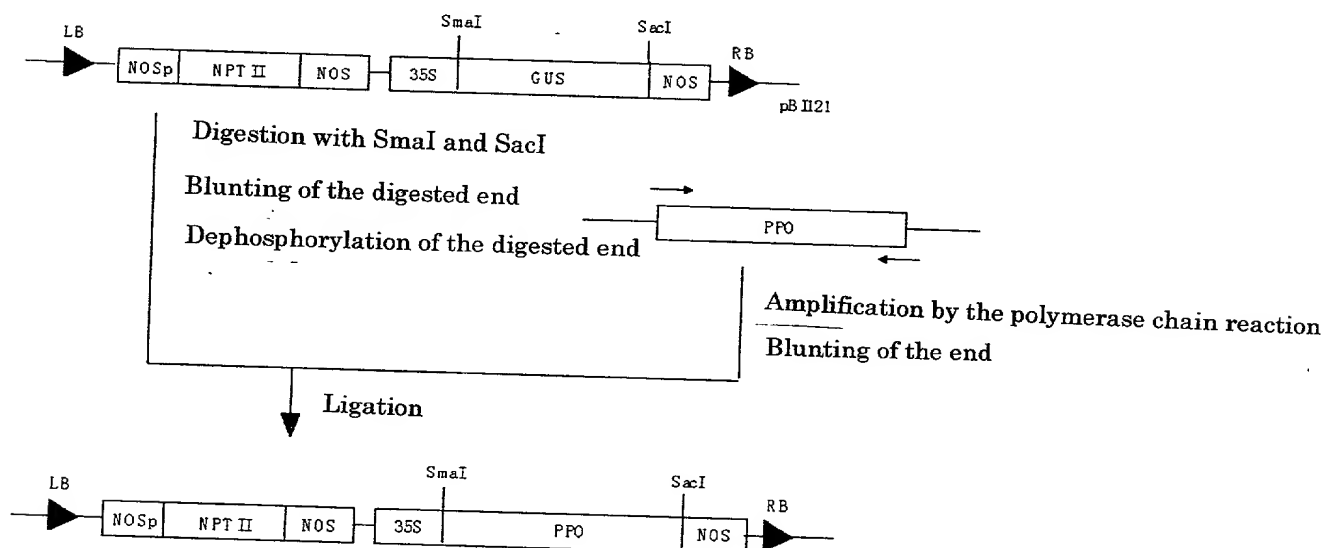 SmaI SacI
LB RB
NOSp NPT II NOS 35S GUS NOS
pBI121
Digestion with SmaI and SacI
Blunting of the digested end
PPO
Dephosphorylation of the digested end
Amplification by the polymerase chain reaction
Blunting of the end
Ligation
SmaI SacI
LB RB
NOSp NPT II NOS 35S PPO NOS